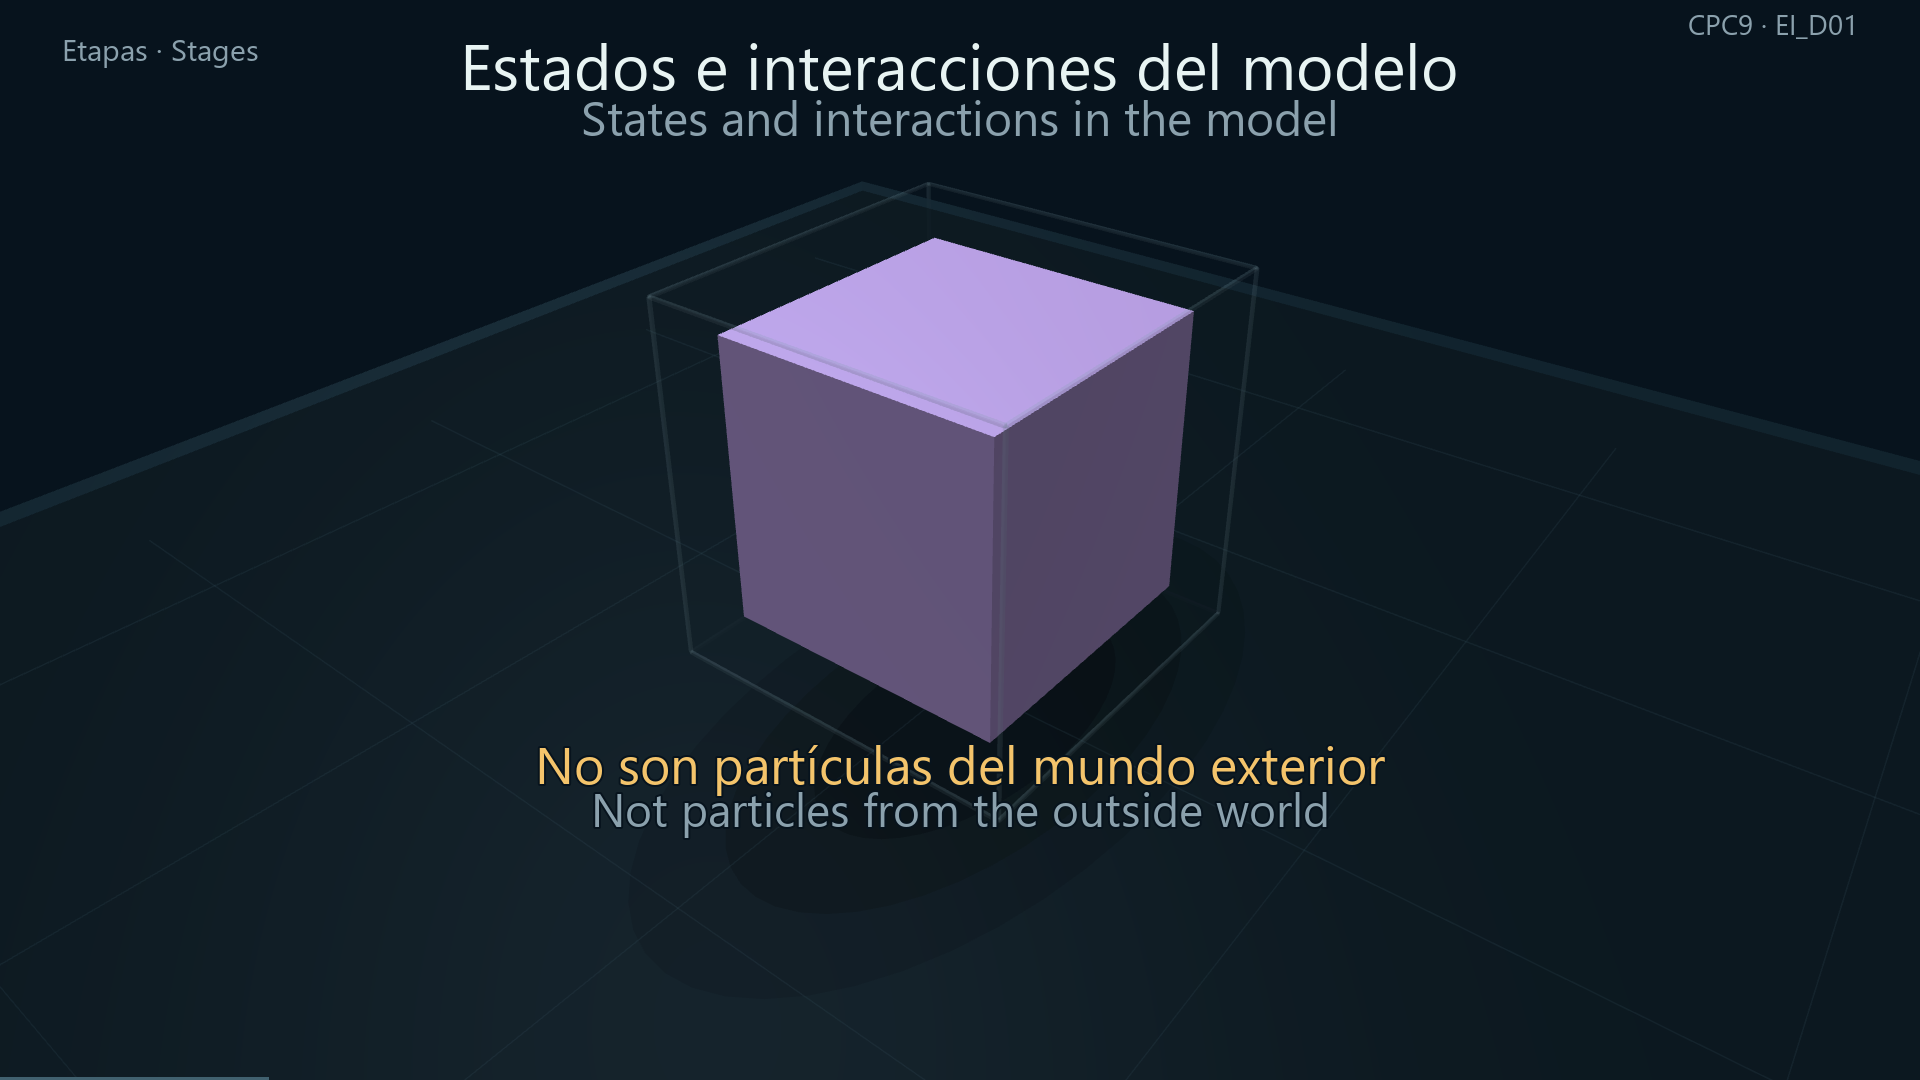 Etapas · Stages
CPC9 · EI_D01
Estados e interacciones del modelo
States and interactions in the model
No son partículas del mundo exterior
Not particles from the outside world